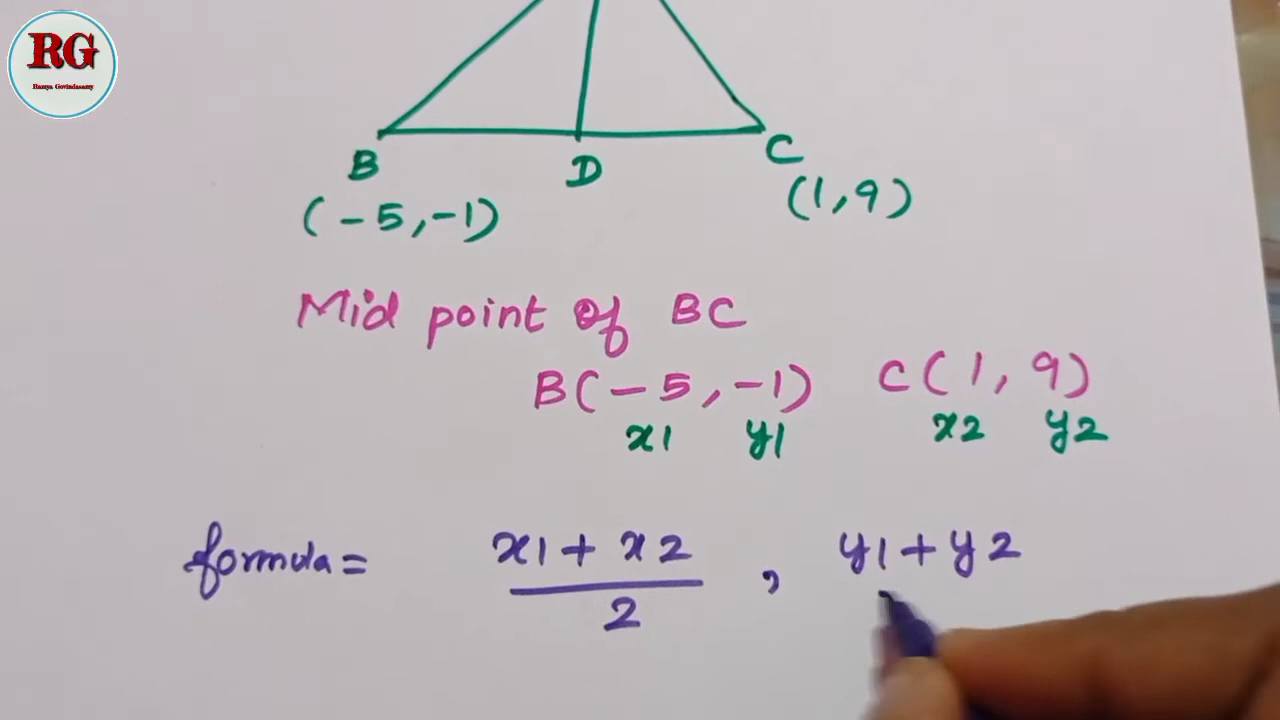 RG
Ramya Govindasamy
B D C
(-5,-1) (1,9)
Mid point of BC
B(-5,-1) C(1,9)
x1 y1 x2 y2
formula = x1+x2 , y1+y2
2